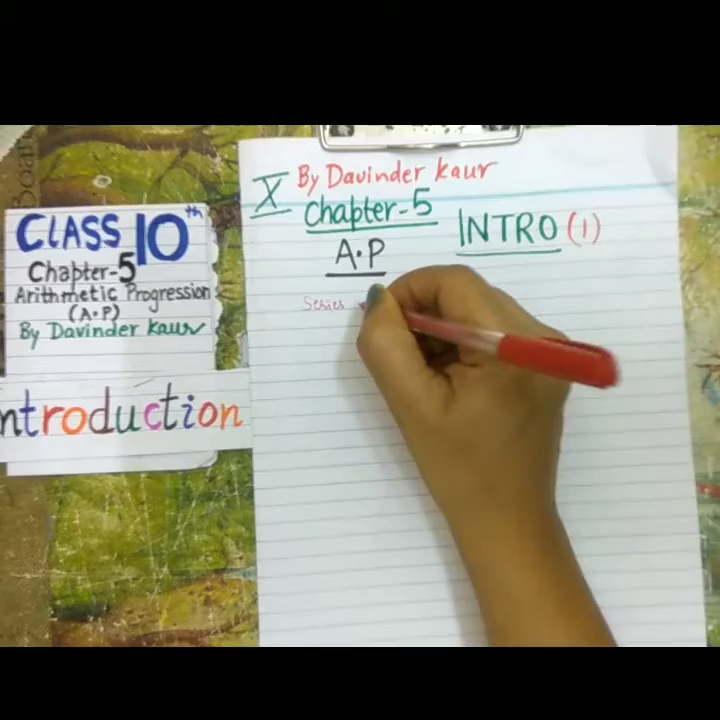 CLASS 10th
Chapter-5
Arithmetic Progression
(A.P)
By Davinder Kaur
ntroduction
X
By Davinder Kaur
Chapter-5
A.P
INTRO (1)
Series